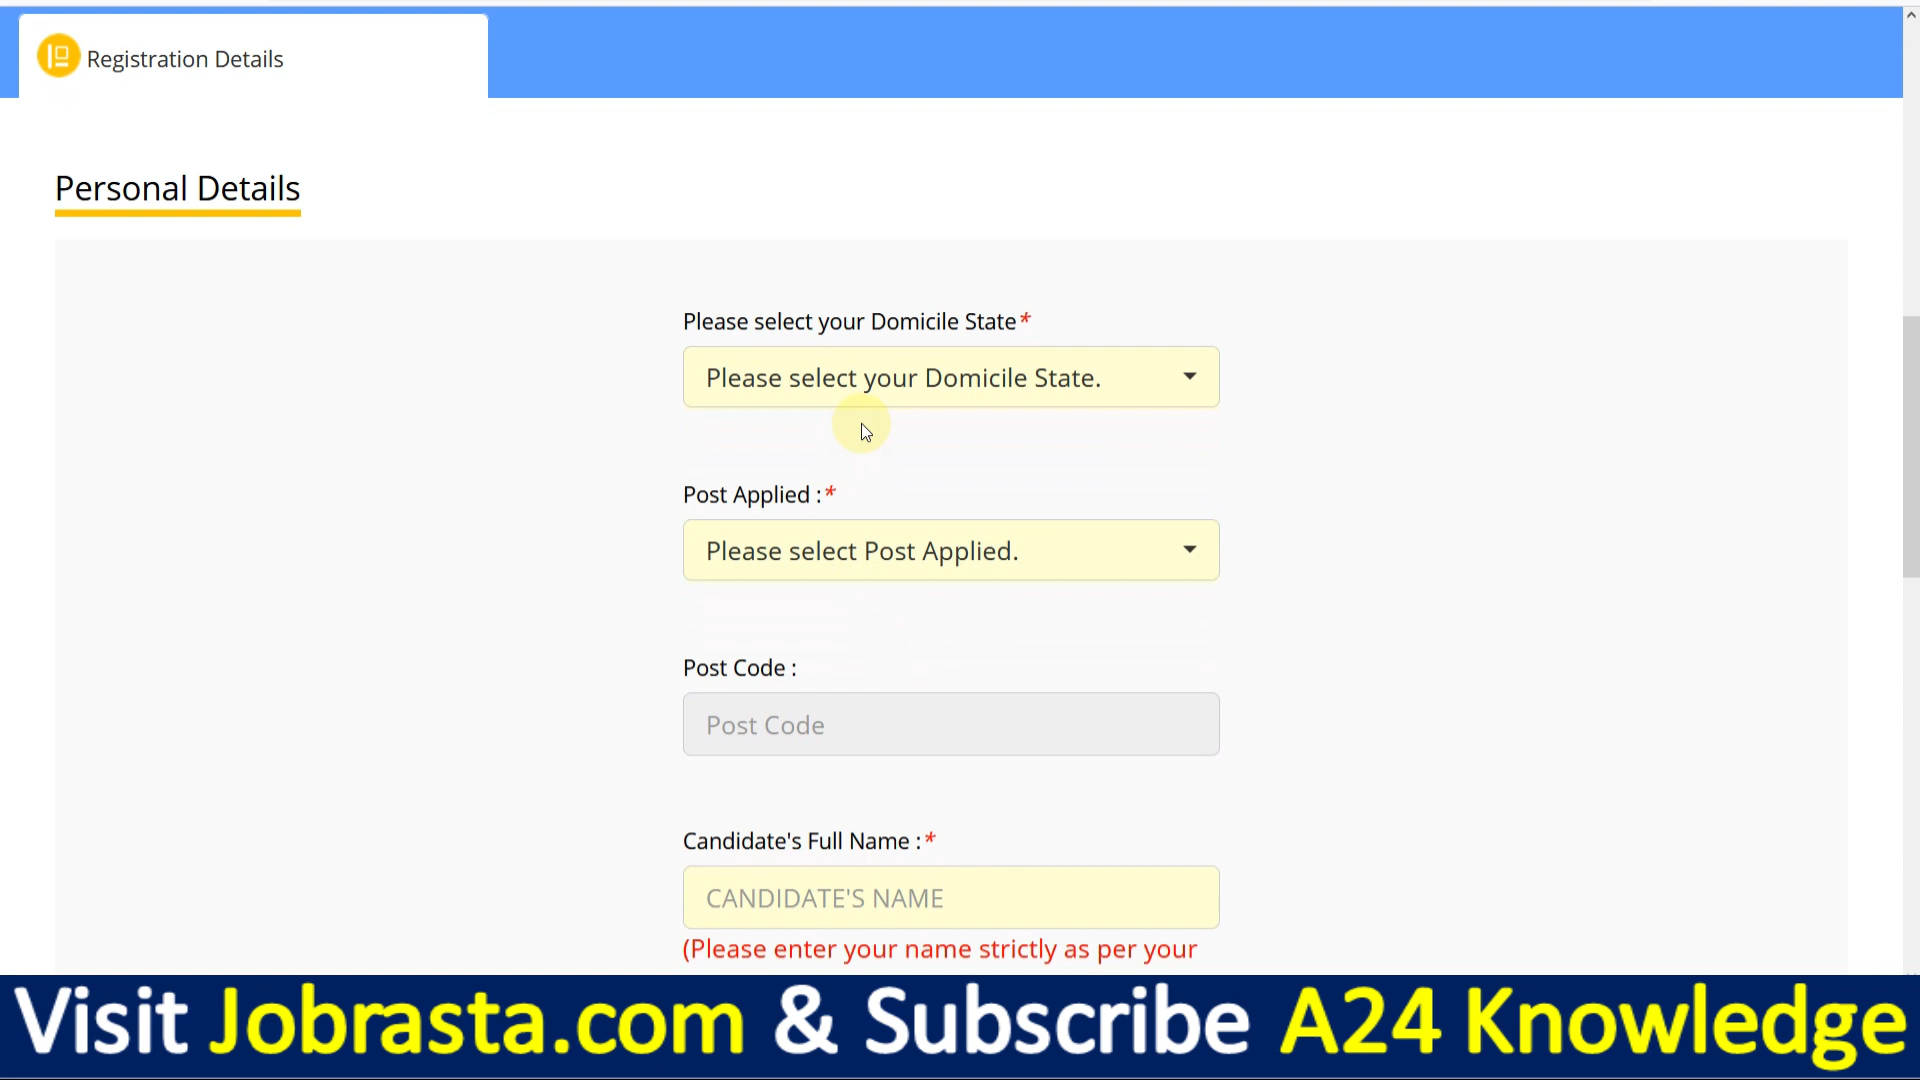 Registration Details
Personal Details
Please select your Domicile State*
Please select your Domicile State.
Post Applied :*
Please select Post Applied.
Post Code :
Post Code
Candidate's Full Name :*
CANDIDATE'S NAME
(Please enter your name strictly as per your
Visit Jobrasta.com & Subscribe A24 Knowledge